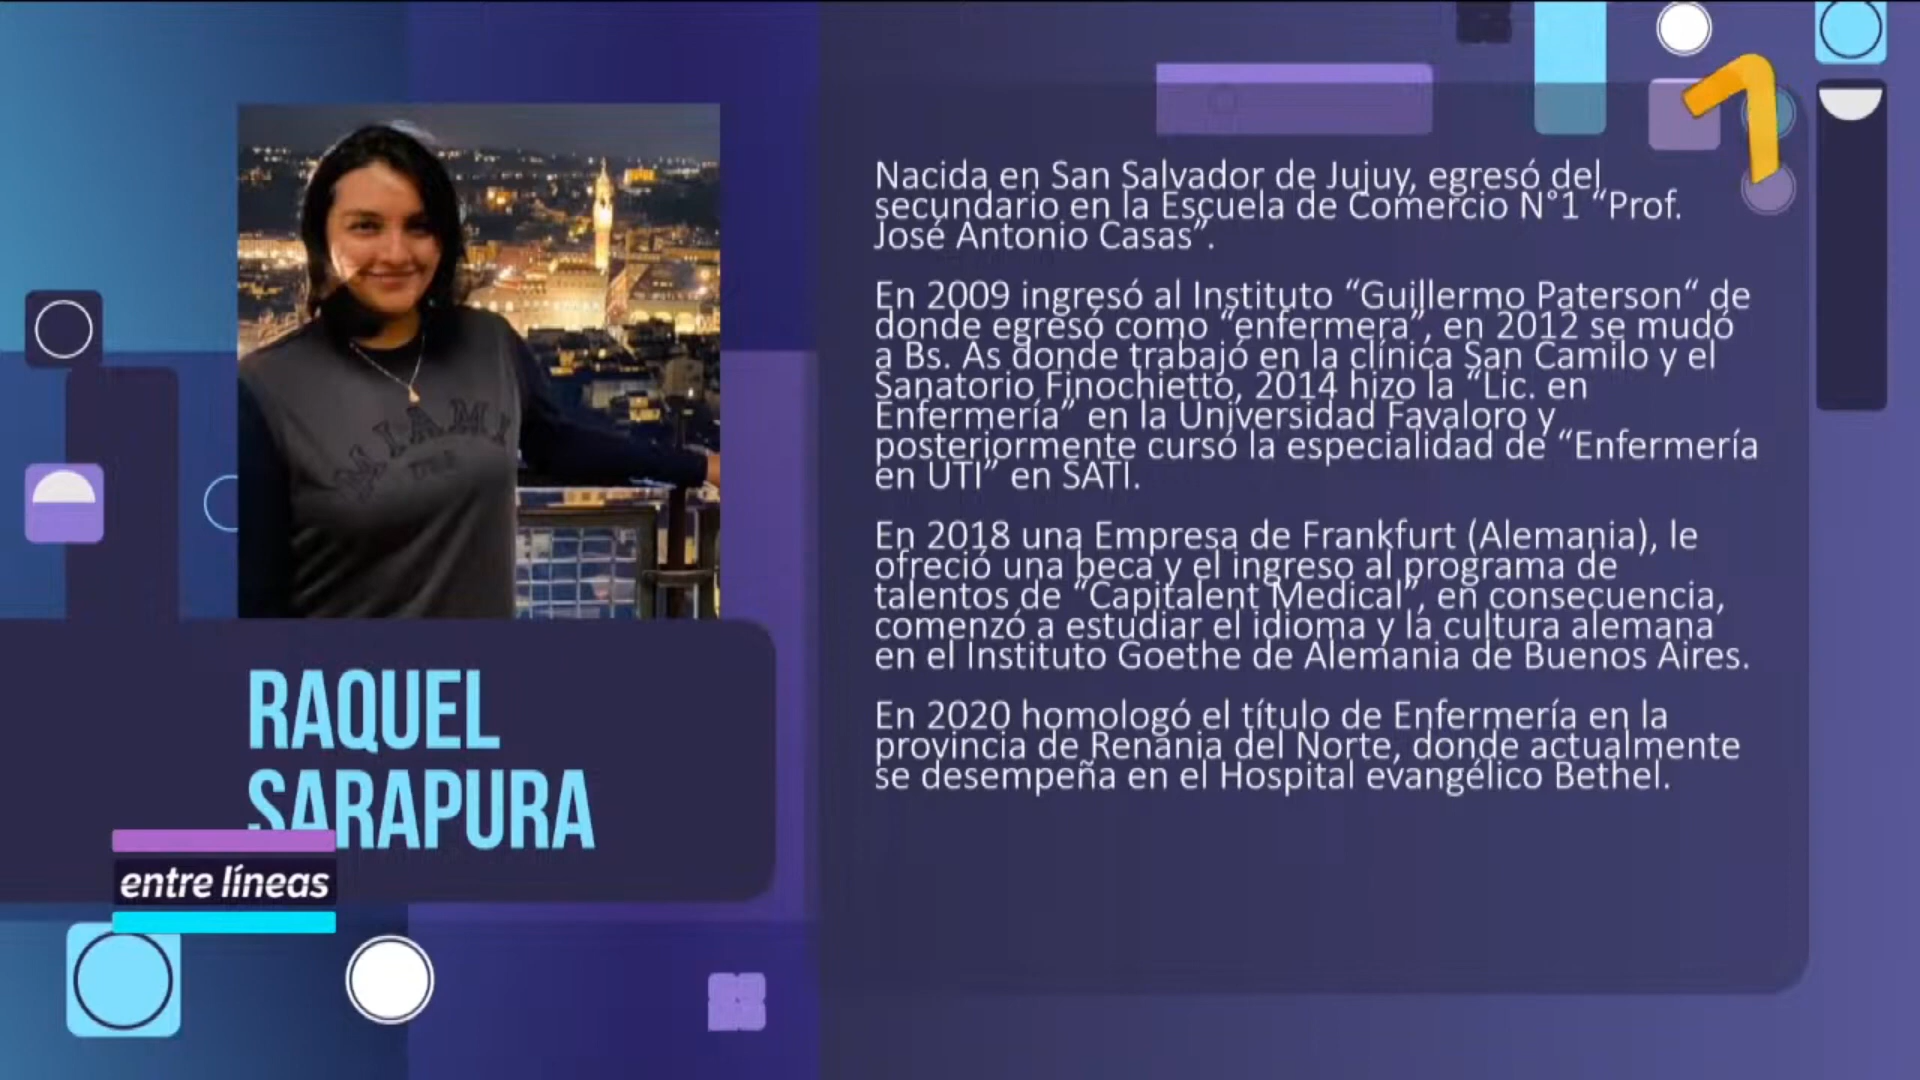 Nacida en San Salvador de Jujuy, egresó del
secundario en la Escuela de Comercio N°1 “Prof.
José Antonio Casas”.
En 2009 ingresó al Instituto “Guillermo Paterson“ de
donde egresó como “enfermera”, en 2012 se mudó
a Bs. As donde trabajó en la clínica San Camilo y el
Sanatorio Finochietto, 2014 hizo la “Lic. en
Enfermería” en la Universidad Favaloro y
posteriormente cursó la especialidad de “Enfermería
en UTI” en SATI.
En 2018 una Empresa de Frankfurt (Alemania), le
ofreció una beca y el ingreso al programa de
talentos de “Capitalent Medical”, en consecuencia,
comenzó a estudiar el idioma y la cultura alemana
en el Instituto Goethe de Alemania de Buenos Aires.
En 2020 homologó el título de Enfermería en la
provincia de Renania del Norte, donde actualmente
se desempeña en el Hospital evangélico Bethel.
MIAMI
RAQUEL
SARAPURA
entre líneas
7